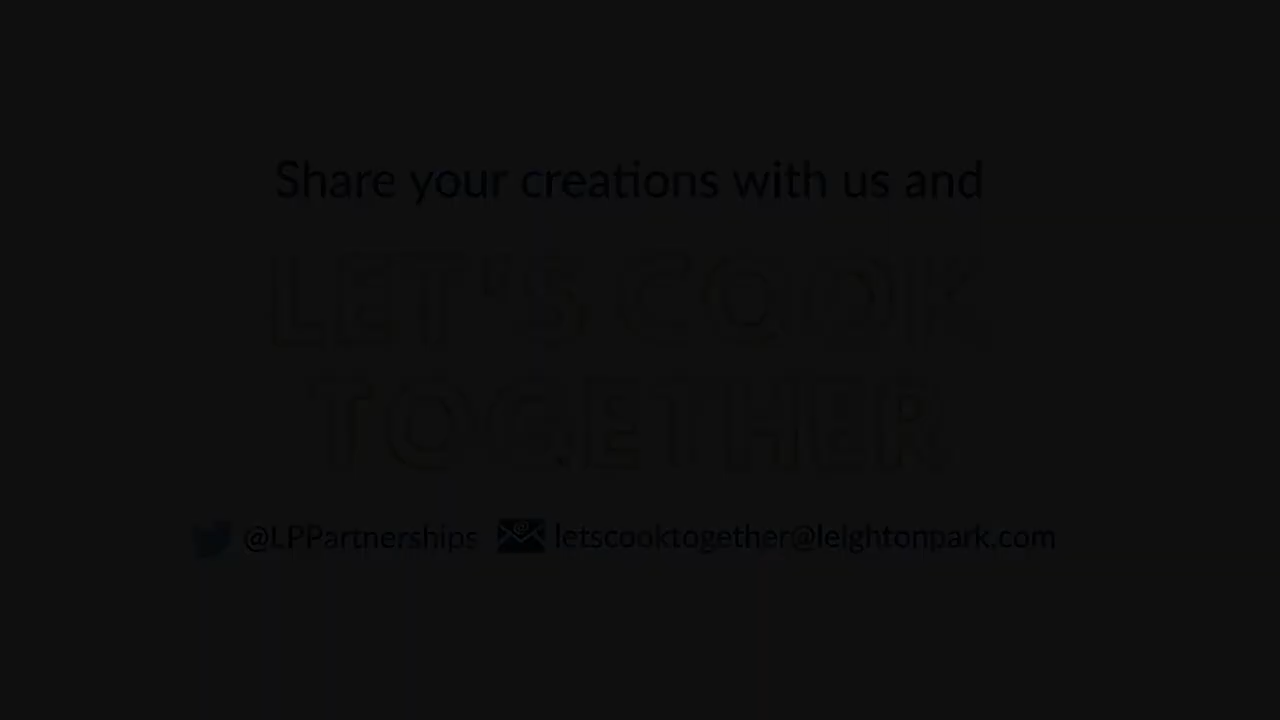 Share your creations with us and
LET'S COOK
TOGETHER
@LPPartnerships letscooktogether@leightonpark.com